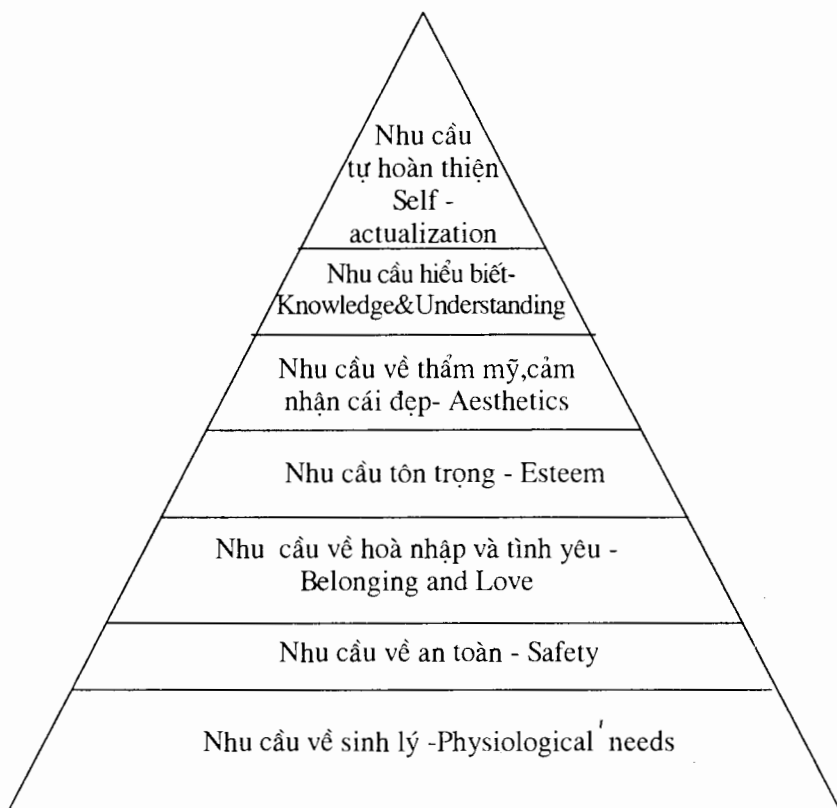 Nhu cầu
tự hoàn thiện
Self -
actualization
Nhu cầu hiểu biết-
Knowledge&Understanding
Nhu cầu về thẩm mỹ,cảm
nhận cái đẹp- Aesthetics
Nhu cầu tôn trọng - Esteem
Nhu cầu về hoà nhập và tình yêu -
Belonging and Love
Nhu cầu về an toàn - Safety
Nhu cầu về sinh lý -Physiological needs